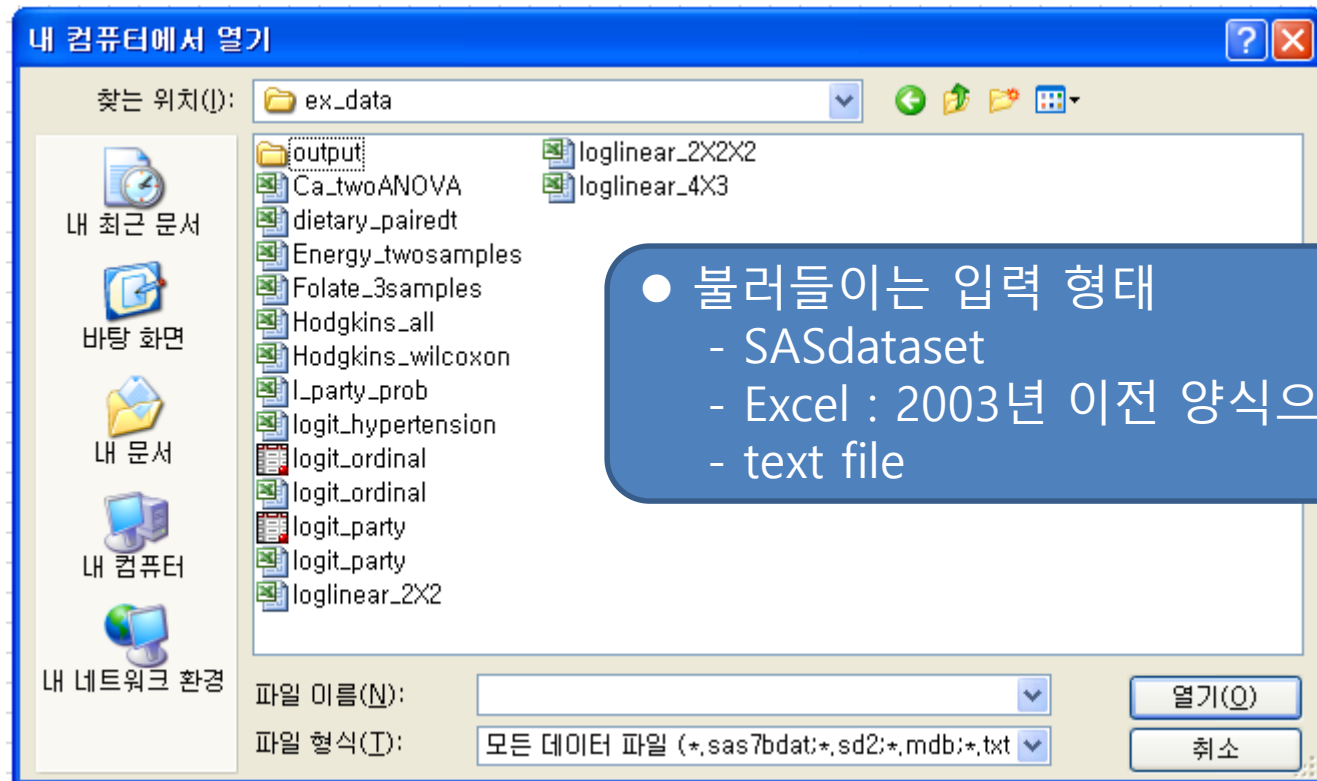 내 컴퓨터에서 열기
찾는 위치(I):
ex_data
내 최근 문서
바탕 화면
내 문서
내 컴퓨터
내 네트워크 환경
output
Ca_twoANOVA
dietary_pairedt
Energy_twosamples
Folate_3samples
Hodgkins_all
Hodgkins_wilcoxon
l_party_prob
logit_hypertension
logit_ordinal
logit_ordinal
logit_party
logit_party
loglinear_2X2
loglinear_2X2X2
loglinear_4X3
● 불러들이는 입력 형태
- SASdataset
- Excel : 2003년 이전 양식으
- text file
파일 이름(N):
열기(O)
파일 형식(T):
모든 데이터 파일 (*,sas7bdat;*,sd2;*,mdb;*,txt
취소